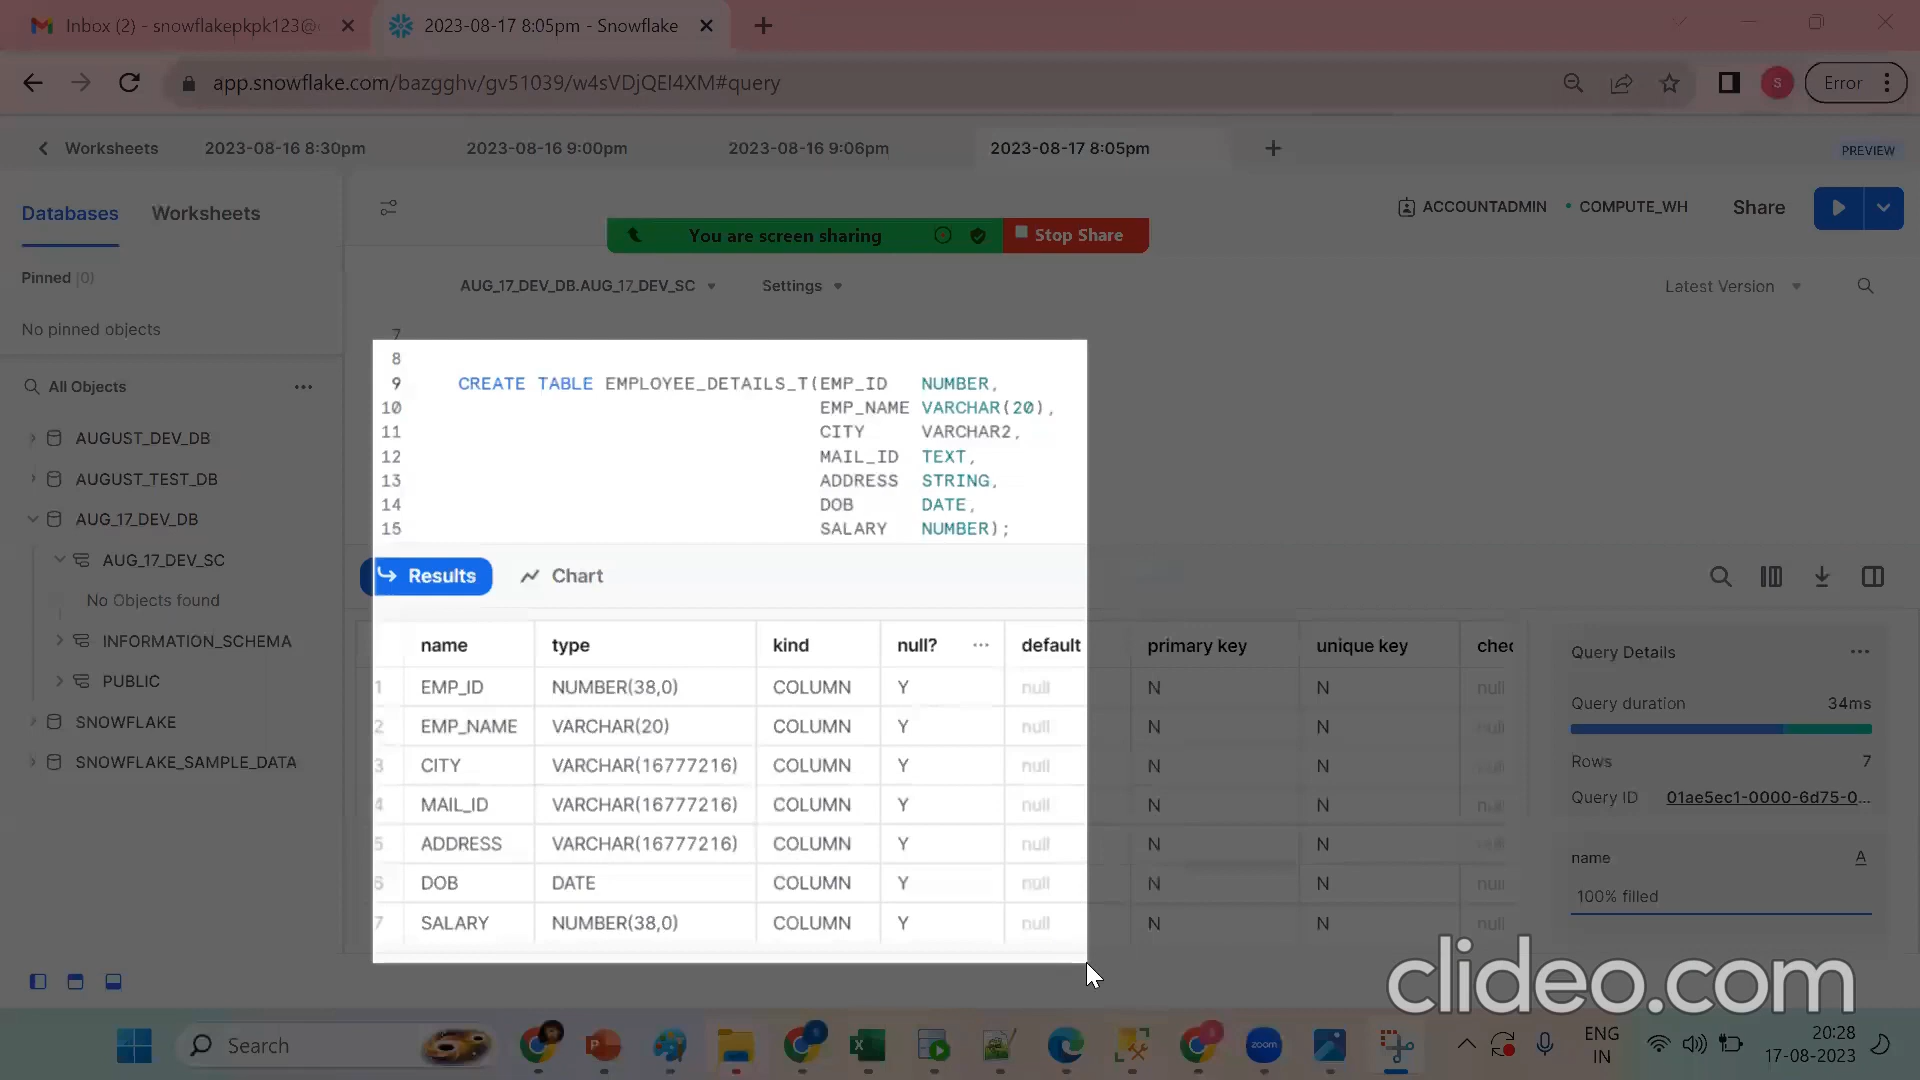 Inbox (2) - snowflakepkpk123@
2023-08-17 8:05pm - Snowflake
app.snowflake.com/bazgghv/gv51039/w4sVDjQEI4XM#query
S
Error
Worksheets
2023-08-16 8:30pm
2023-08-16 9:00pm
2023-08-16 9:06pm
2023-08-17 8:05pm
PREVIEW
Databases
Worksheets
ACCOUNTADMIN
COMPUTE_WH
Share
You are screen sharing
Stop Share
Pinned (0)
No pinned objects
AUG_17_DEV_DB.AUG_17_DEV_SC
Settings
Latest Version
All Objects
AUGUST_DEV_DB
AUGUST_TEST_DB
AUG_17_DEV_DB
AUG_17_DEV_SC
No Objects found
INFORMATION_SCHEMA
PUBLIC
SNOWFLAKE
SNOWFLAKE_SAMPLE_DATA
7
8
9 CREATE TABLE EMPLOYEE_DETAILS_T(EMP_ID NUMBER,
10 EMP_NAME VARCHAR(20),
11 CITY VARCHAR2,
12 MAIL_ID TEXT,
13 ADDRESS STRING,
14 DOB DATE,
15 SALARY NUMBER);
Results
Chart
name type kind null? ... default primary key unique key chec
1 EMP_ID NUMBER(38,0) COLUMN Y null N N null
2 EMP_NAME VARCHAR(20) COLUMN Y null N N null
3 CITY VARCHAR(16777216) COLUMN Y null N N null
4 MAIL_ID VARCHAR(16777216) COLUMN Y null N N null
5 ADDRESS VARCHAR(16777216) COLUMN Y null N N null
6 DOB DATE COLUMN Y null N N null
7 SALARY NUMBER(38,0) COLUMN Y null N N null
Query Details
Query duration 34ms
Rows 7
Query ID 01ae5ec1-0000-6d75-0...
name A
100% filled
clideo.com
Search
zoom
ENG
IN
20:28
17-08-2023